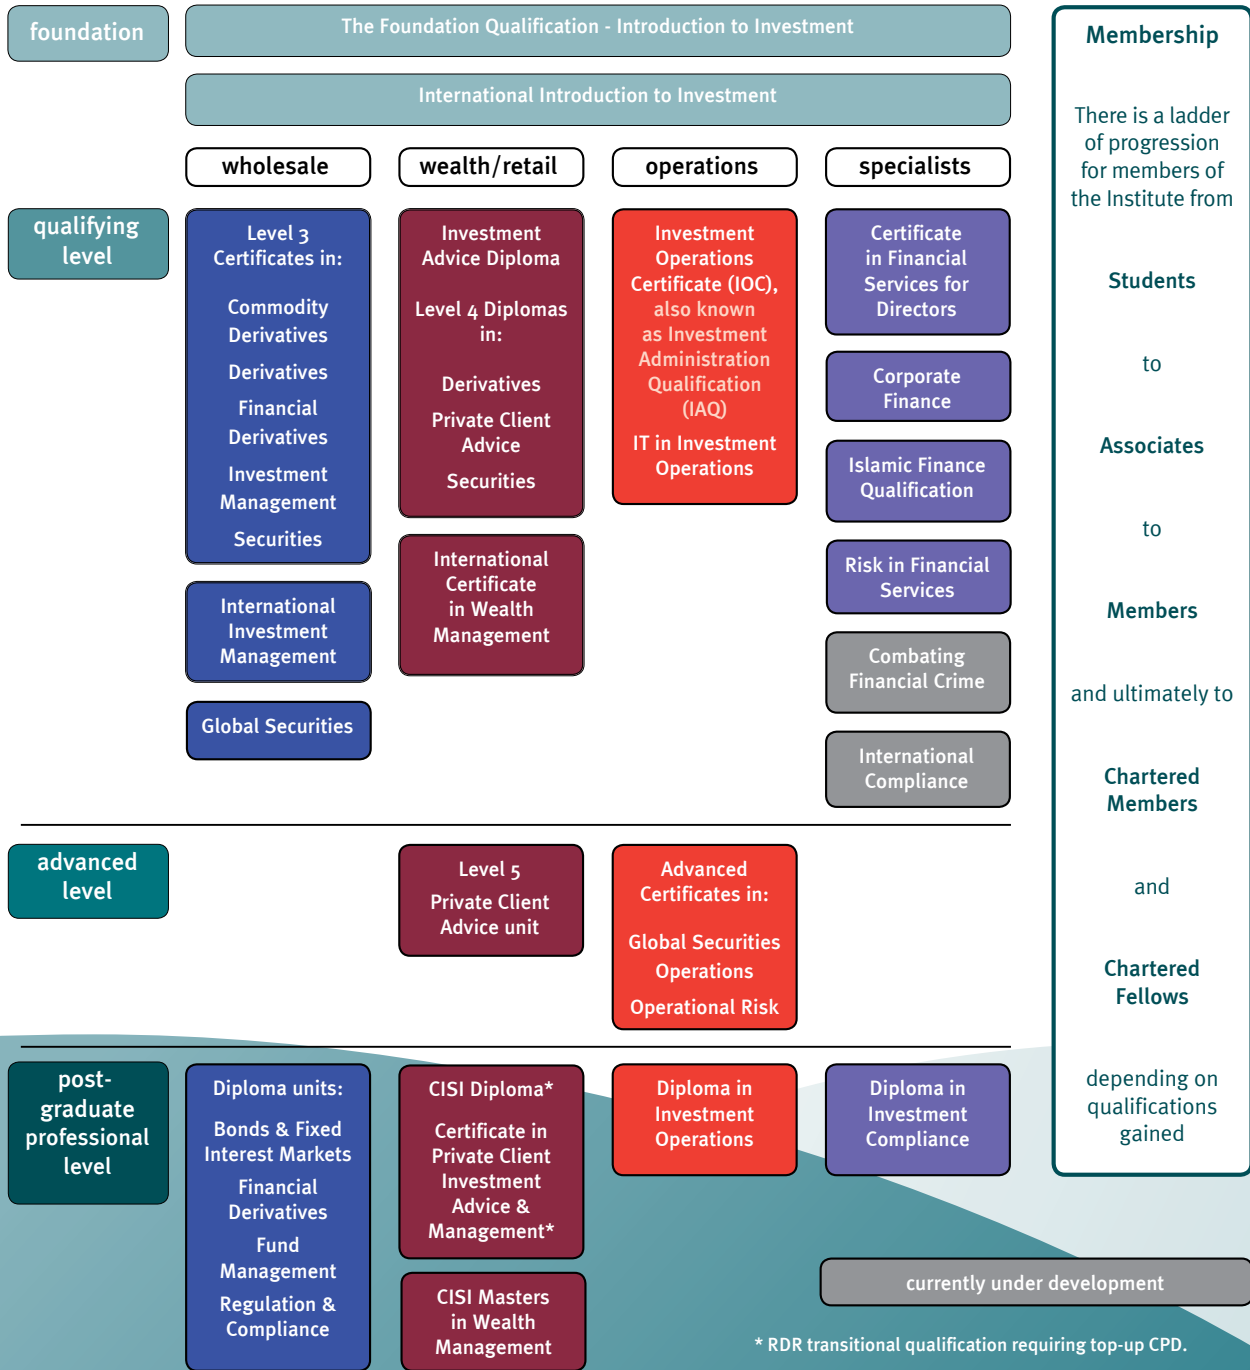 foundation
The Foundation Qualification - Introduction to Investment
International Introduction to Investment
wholesale
wealth/retail
operations
specialists
qualifying
level
Level 3
Certificates in:
Commodity
Derivatives
Derivatives
Financial
Derivatives
Investment
Management
Securities
International
Investment
Management
Global Securities
Investment
Advice Diploma
Level 4 Diplomas
in:
Derivatives
Private Client
Advice
Securities
International
Certificate
in Wealth
Management
Investment
Operations
Certificate (IOC),
also known
as Investment
Administration
Qualification
(IAQ)
IT in Investment
Operations
Certificate
in Financial
Services for
Directors
Corporate
Finance
Islamic Finance
Qualification
Risk in Financial
Services
Combating
Financial Crime
International
Compliance
advanced
level
Level 5
Private Client
Advice unit
Advanced
Certificates in:
Global Securities
Operations
Operational Risk
post-
graduate
professional
level
Diploma units:
Bonds & Fixed
Interest Markets
Financial
Derivatives
Fund
Management
Regulation &
Compliance
CISI Diploma*
Certificate in
Private Client
Investment
Advice &
Management*
CISI Masters
in Wealth
Management
Diploma in
Investment
Operations
Diploma in
Investment
Compliance
currently under development
* RDR transitional qualification requiring top-up CPD.
Membership
There is a ladder
of progression
for members of
the Institute from
Students
to
Associates
to
Members
and ultimately to
Chartered
Members
and
Chartered
Fellows
depending on
qualifications
gained